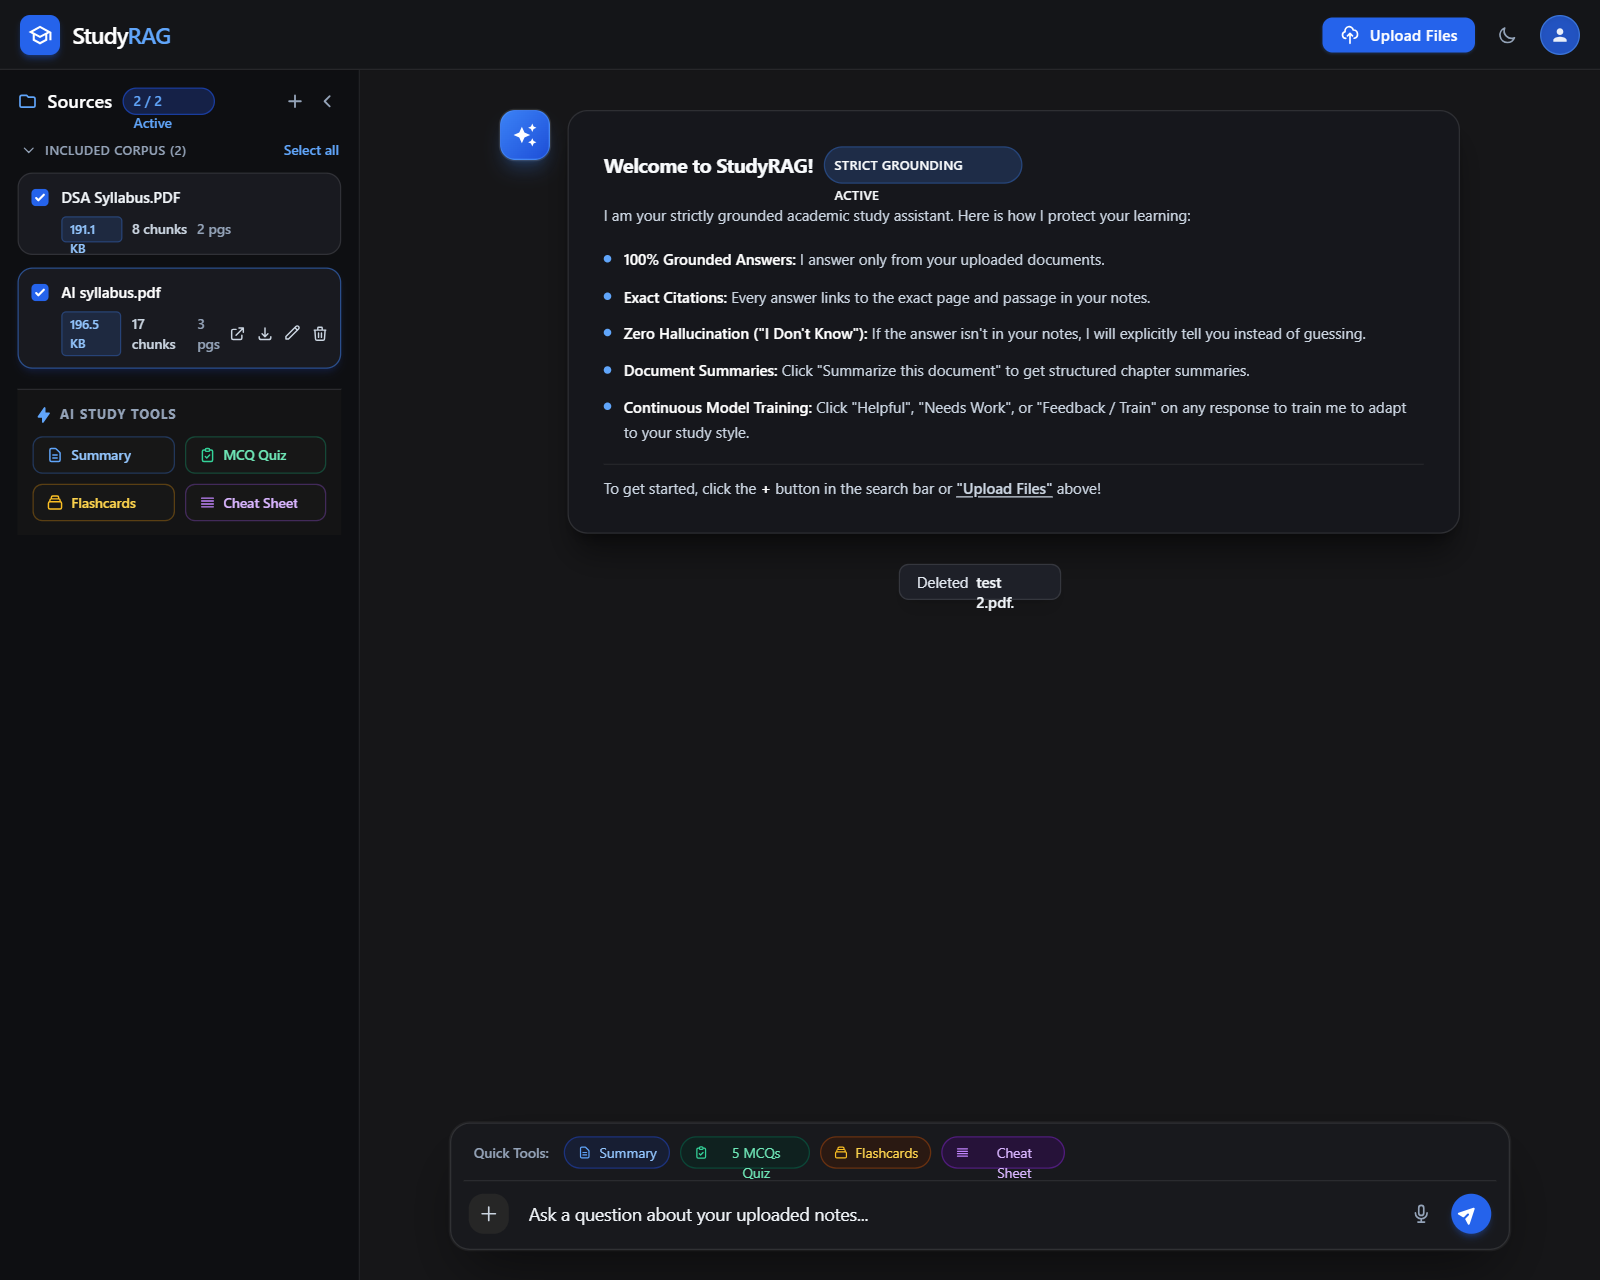 StudyRAG
Upload Files
Sources
2 / 2
Active
INCLUDED CORPUS (2)
Select all
DSA Syllabus.PDF
191.1
KB
8 chunks
2 pgs
AI syllabus.pdf
196.5
KB
17
chunks
3
pgs
AI STUDY TOOLS
Summary
MCQ Quiz
Flashcards
Cheat Sheet
Welcome to StudyRAG!
STRICT GROUNDING
ACTIVE
I am your strictly grounded academic study assistant. Here is how I protect your learning:
100% Grounded Answers: I answer only from your uploaded documents.
Exact Citations: Every answer links to the exact page and passage in your notes.
Zero Hallucination ("I Don't Know"): If the answer isn't in your notes, I will explicitly tell you instead of guessing.
Document Summaries: Click "Summarize this document" to get structured chapter summaries.
Continuous Model Training: Click "Helpful", "Needs Work", or "Feedback / Train" on any response to train me to adapt
to your study style.
To get started, click the + button in the search bar or "Upload Files" above!
Deleted test
2.pdf.
Quick Tools:
Summary
5 MCQs
Quiz
Flashcards
Cheat
Sheet
Ask a question about your uploaded notes...